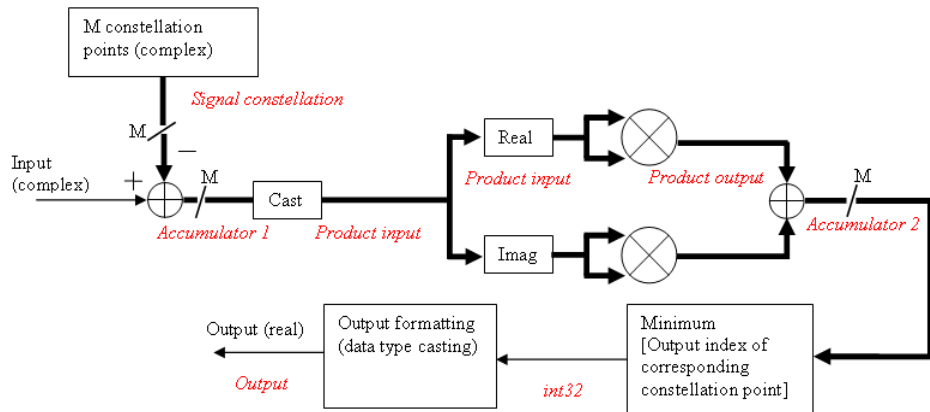 M constellation
points (complex)
Signal constellation
M
−
Input
(complex)
+
M
Cast
Accumulator 1
Product input
Real
Product input
Product output
M
Accumulator 2
Imag
Output (real)
Output
Output formatting
(data type casting)
int32
Minimum
[Output index of
corresponding
constellation point]